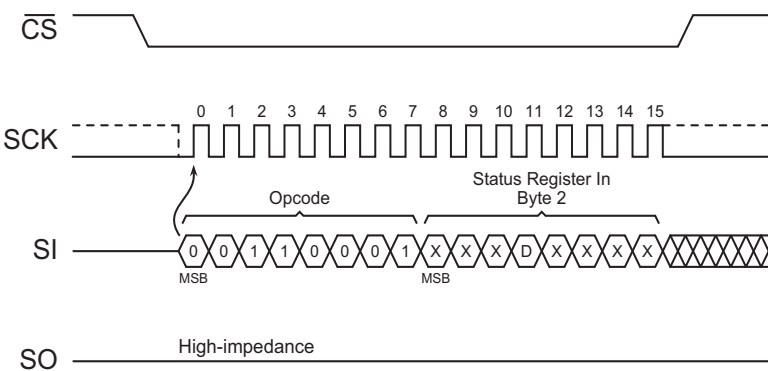 CS
SCK
0 1 2 3 4 5 6 7 8 9 10 11 12 13 14 15
Status Register In
Opcode
Byte 2
SI
0 0 1 1 0 0 0 1 X X X D X X X X
MSB MSB
High-impedance
SO